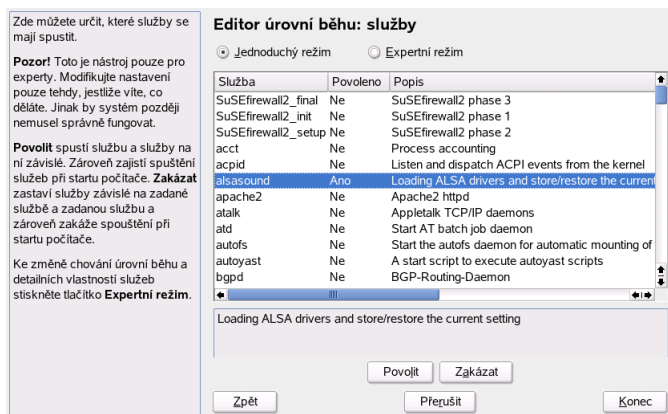 Zde můžete určit, které služby se
mají spustit.
Pozor! Toto je nástroj pouze pro
experty. Modifikujte nastavení
pouze tehdy, jestliže víte, co
děláte. Jinak by systém později
nemusel správně fungovat.
Povolit spustí službu a služby na
ní závislé. Zároveň zajistí spuštění
služeb při startu počítače. Zakázat
zastaví služby závislé na zadané
službě a zadanou službu a
zároveň zakáže spouštění při
startu počítače.
Ke změně chování úrovní běhu a
detailních vlastností služeb
stiskněte tlačítko Expertní režim.
Editor úrovní běhu: služby
Jednoduchý režim Expertní režim
Služba Povoleno Popis
SuSEfirewall2_final Ne SuSEfirewall2 phase 3
SuSEfirewall2_init Ne SuSEfirewall2 phase 1
SuSEfirewall2_setup Ne SuSEfirewall2 phase 2
acct Ne Process accounting
acpid Ne Listen and dispatch ACPI events from the kernel
alsasound Ano Loading ALSA drivers and store/restore the current
apache2 Ne Apache2 httpd
atalk Ne Appletalk TCP/IP daemons
atd Ne Start AT batch job daemon
autofs Ne Start the autofs daemon for automatic mounting of
autoyast Ne A start script to execute autoyast scripts
bgpd Ne BGP-Routing-Daemon
Loading ALSA drivers and store/restore the current setting
Povolit Zakázat
Zpět Přerušit Konec